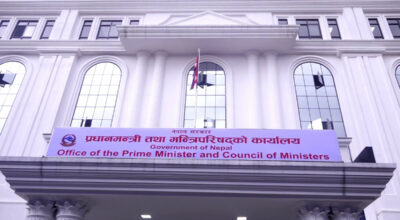 नेपाल सरकार
प्रधानमन्त्री तथा मन्त्रिपरिषद्को कार्यालय
Government of Nepal
Office of the Prime Minister and Council of Ministers